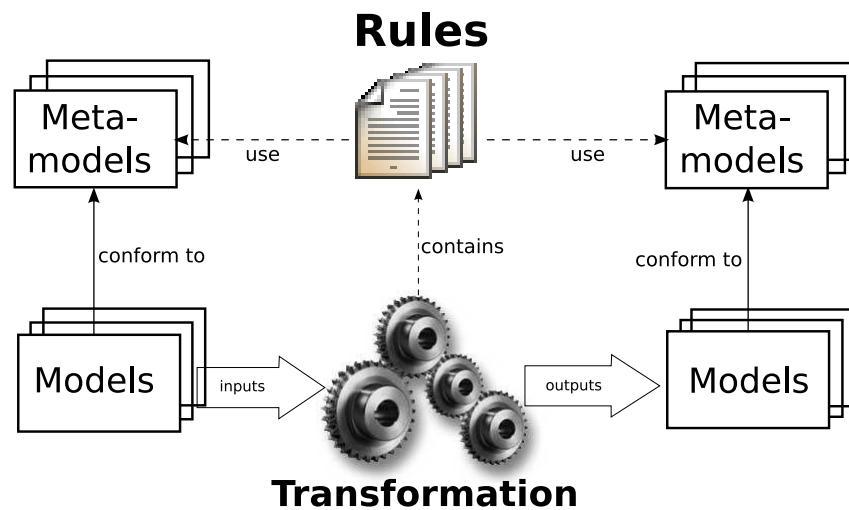 Rules
Meta-
models
Meta-
models
use
use
contains
conform to
conform to
Models
inputs
outputs
Models
Transformation